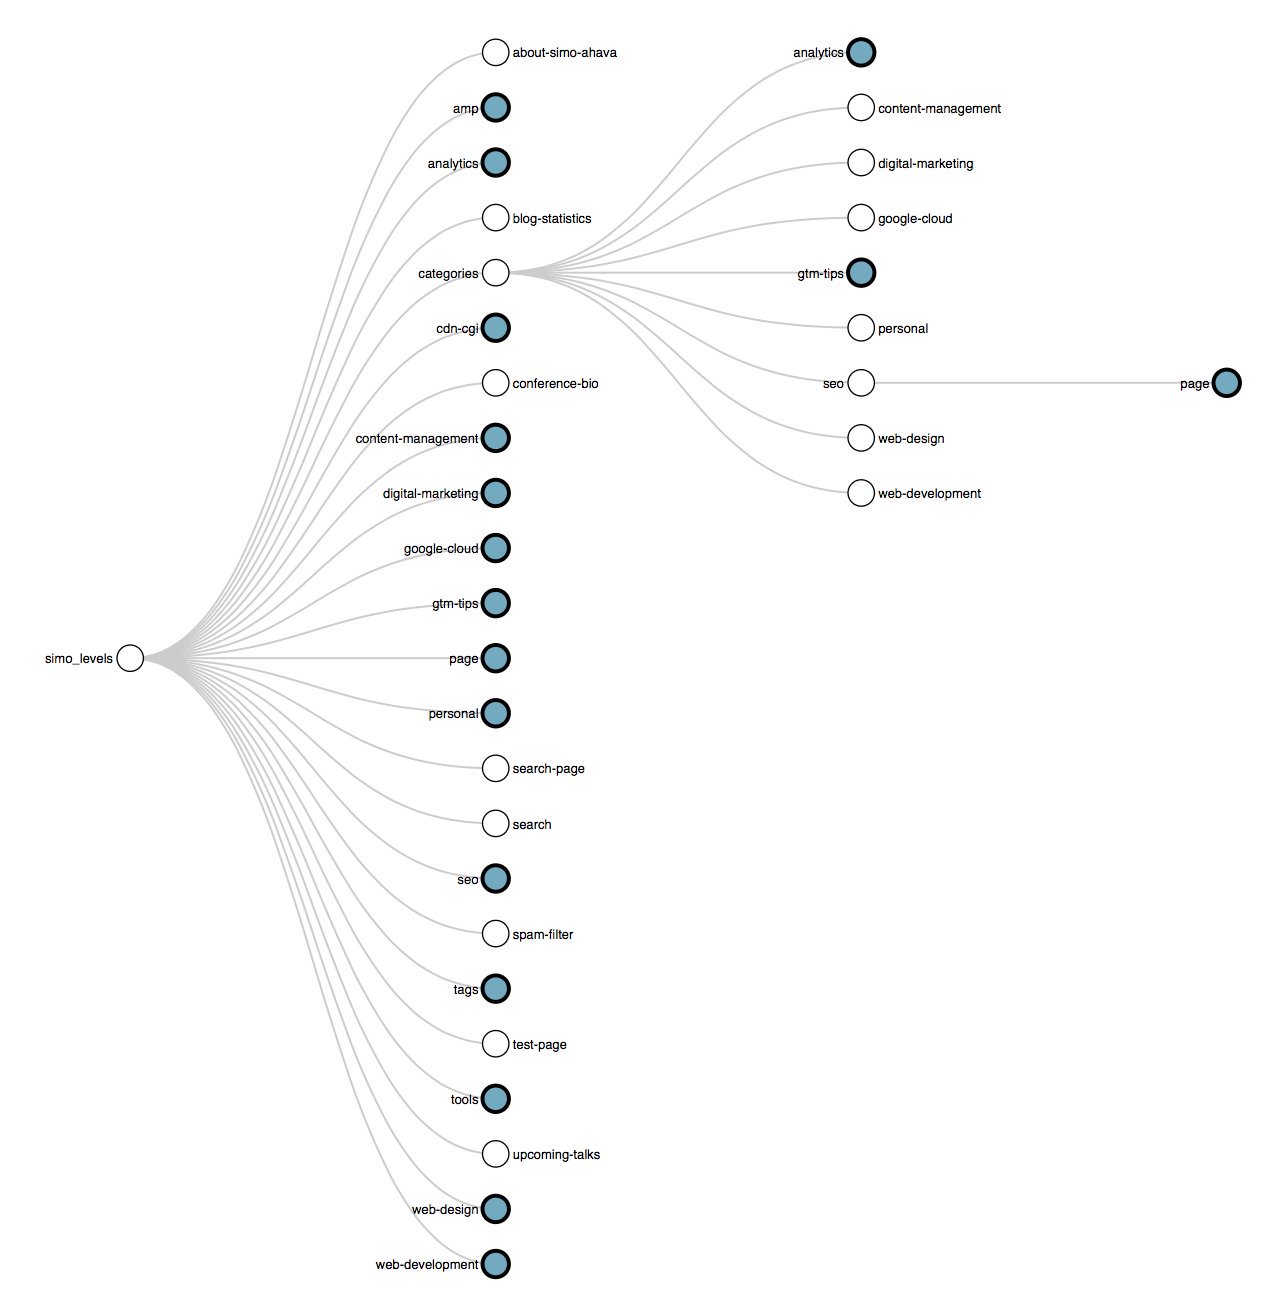 simo_levels
about-simo-ahava
amp
analytics
blog-statistics
categories
cdn-cgi
conference-bio
content-management
digital-marketing
google-cloud
gtm-tips
page
personal
search-page
search
seo
spam-filter
tags
test-page
tools
upcoming-talks
web-design
web-development
analytics
content-management
digital-marketing
google-cloud
gtm-tips
personal
seo
web-design
web-development
page